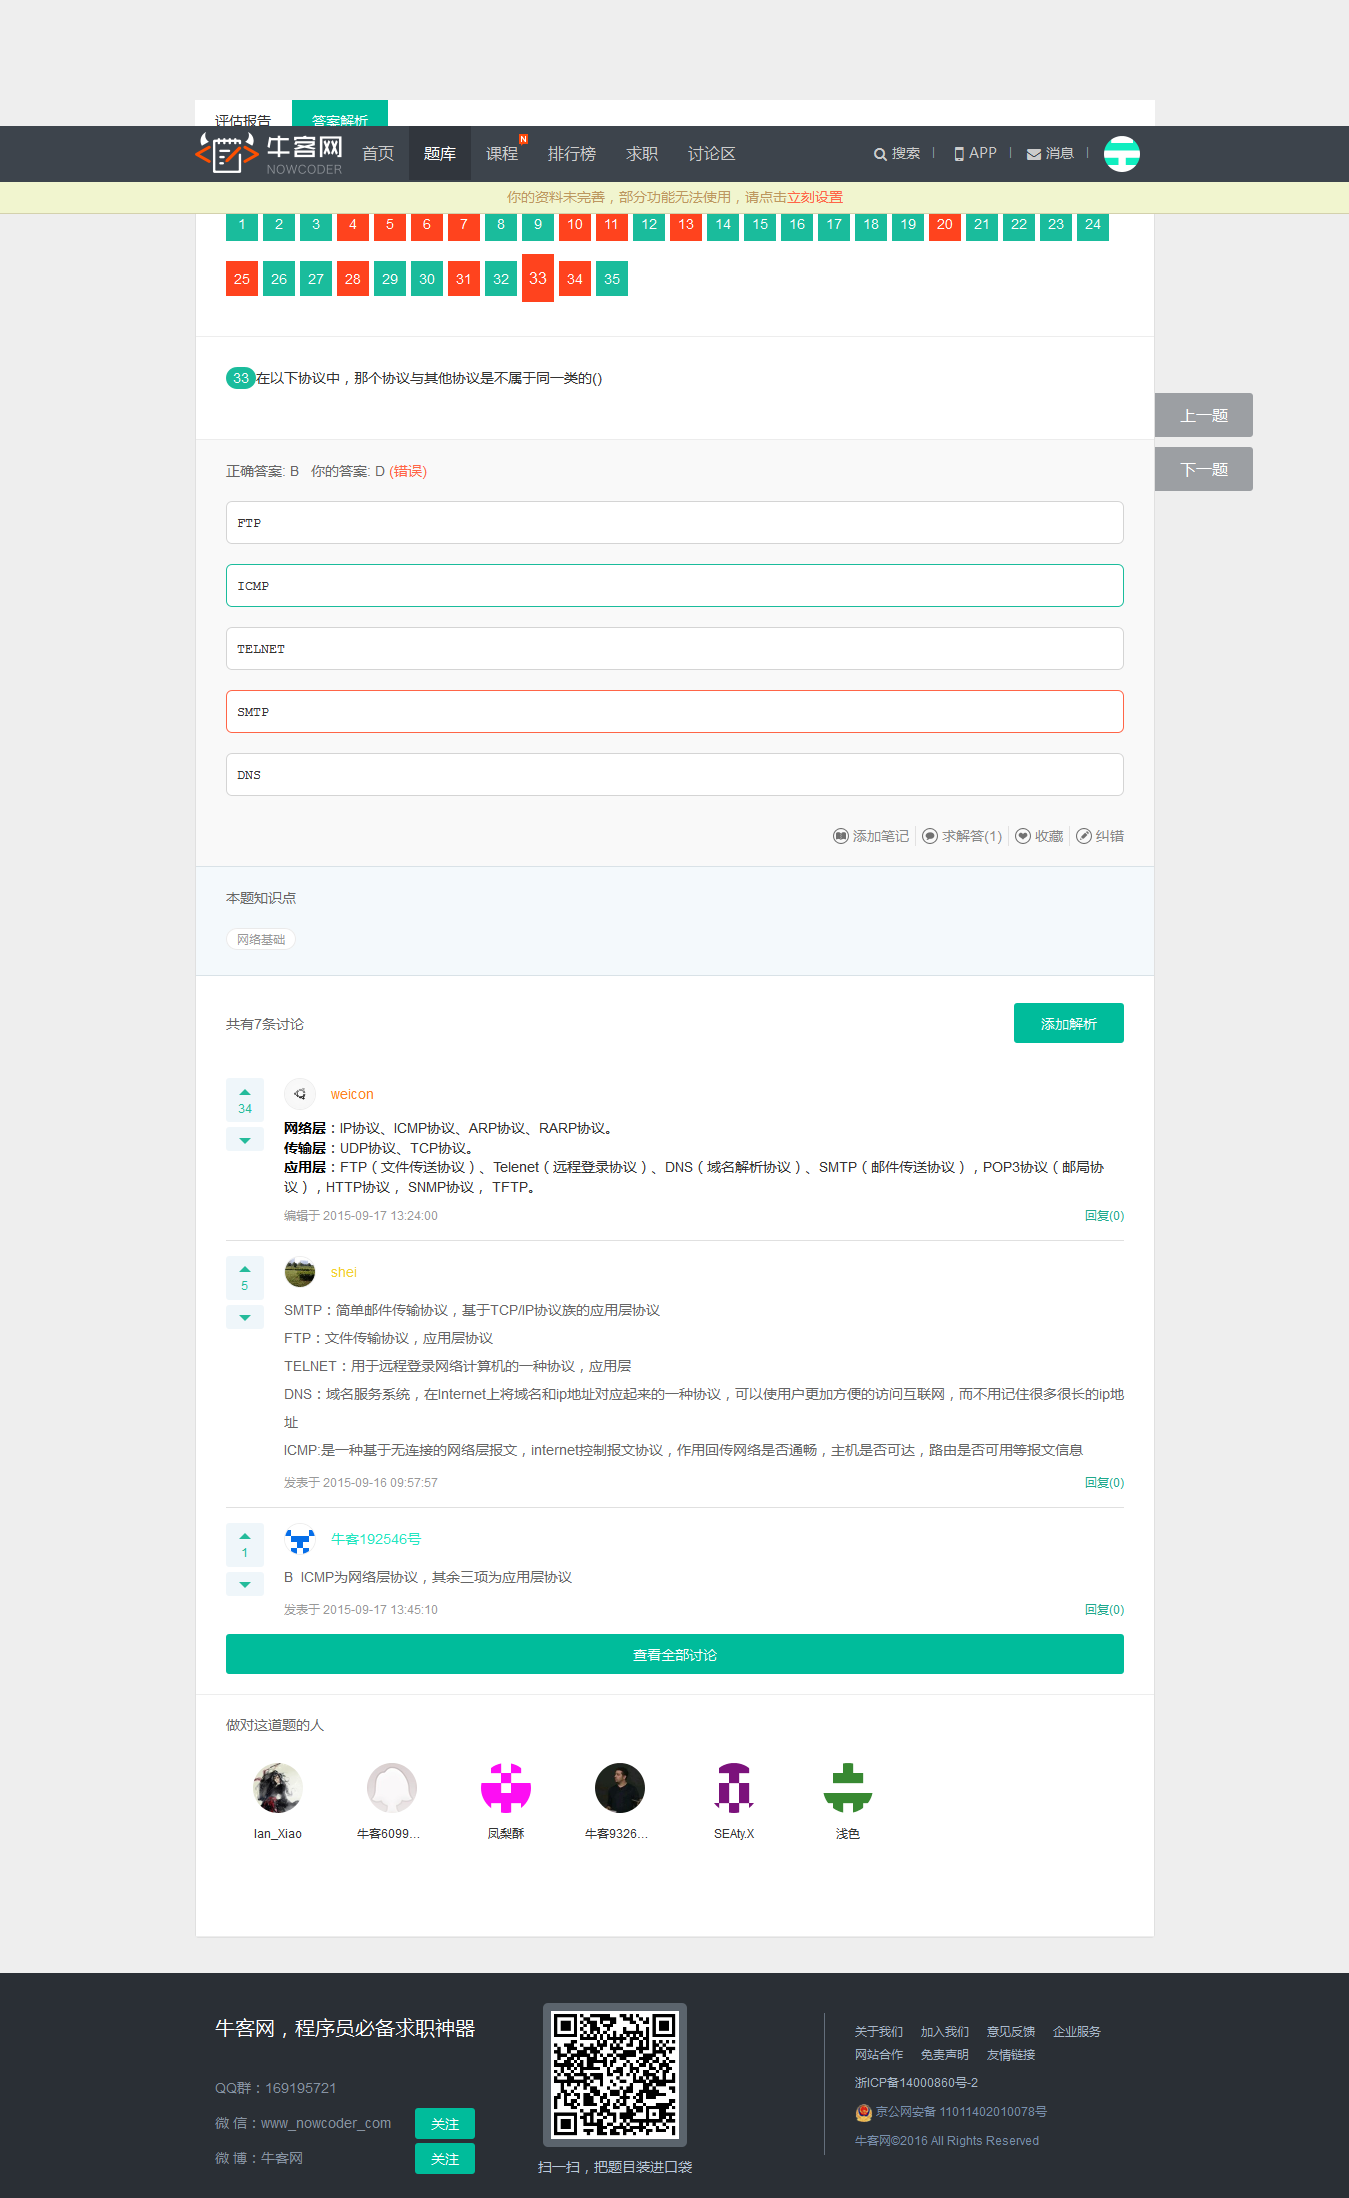 评估报告 答案解析
牛客网 NOWCODER 首页 题库 课程 N 排行榜 求职 讨论区 搜索 APP 消息
你的资料未完善，部分功能无法使用，请点击立刻设置
1 2 3 4 5 6 7 8 9 10 11 12 13 14 15 16 17 18 19 20 21 22 23 24
25 26 27 28 29 30 31 32 33 34 35
33 在以下协议中，那个协议与其他协议是不属于同一类的()
上一题
下一题
正确答案: B 你的答案: D (错误)
FTP
ICMP
TELNET
SMTP
DNS
添加笔记 求解答(1) 收藏 纠错
本题知识点
网络基础
共有7条讨论 添加解析
34 weicon
网络层：IP协议、ICMP协议、ARP协议、RARP协议。
传输层：UDP协议、TCP协议。
应用层：FTP（文件传送协议）、Telnet（远程登录协议）、DNS（域名解析协议）、SMTP（邮件传送协议），POP3协议（邮局协
议），HTTP协议， SNMP协议， TFTP。
编辑于 2015-09-17 13:24:00 回复(0)
5 shei
SMTP：简单邮件传输协议，基于TCP/IP协议族的应用层协议
FTP：文件传输协议，应用层协议
TELNET：用于远程登录网络计算机的一种协议，应用层
DNS：域名服务系统，在Internet上将域名和ip地址对应起来的一种协议，可以使用户更加方便的访问互联网，而不用记住很多很长的ip地
址
ICMP:是一种基于无连接的网络层报文，internet控制报文协议，作用回传网络是否通畅，主机是否可达，路由是否可用等报文信息
发表于 2015-09-16 09:57:57 回复(0)
1 牛客192546号
B ICMP为网络层协议，其余三项为应用层协议
发表于 2015-09-17 13:45:10 回复(0)
查看全部讨论
做对这道题的人
Ian_Xiao 牛客6099... 凤梨酥 牛客9326... SEAty.X 浅色
牛客网，程序员必备求职神器
QQ群：169195721
微 信：www_nowcoder_com 关注
微 博：牛客网 关注
扫一扫，把题目装进口袋
关于我们 加入我们 意见反馈 企业服务
网站合作 免责声明 友情链接
浙ICP备14000860号-2
京公网安备 11011402010078号
牛客网©2016 All Rights Reserved